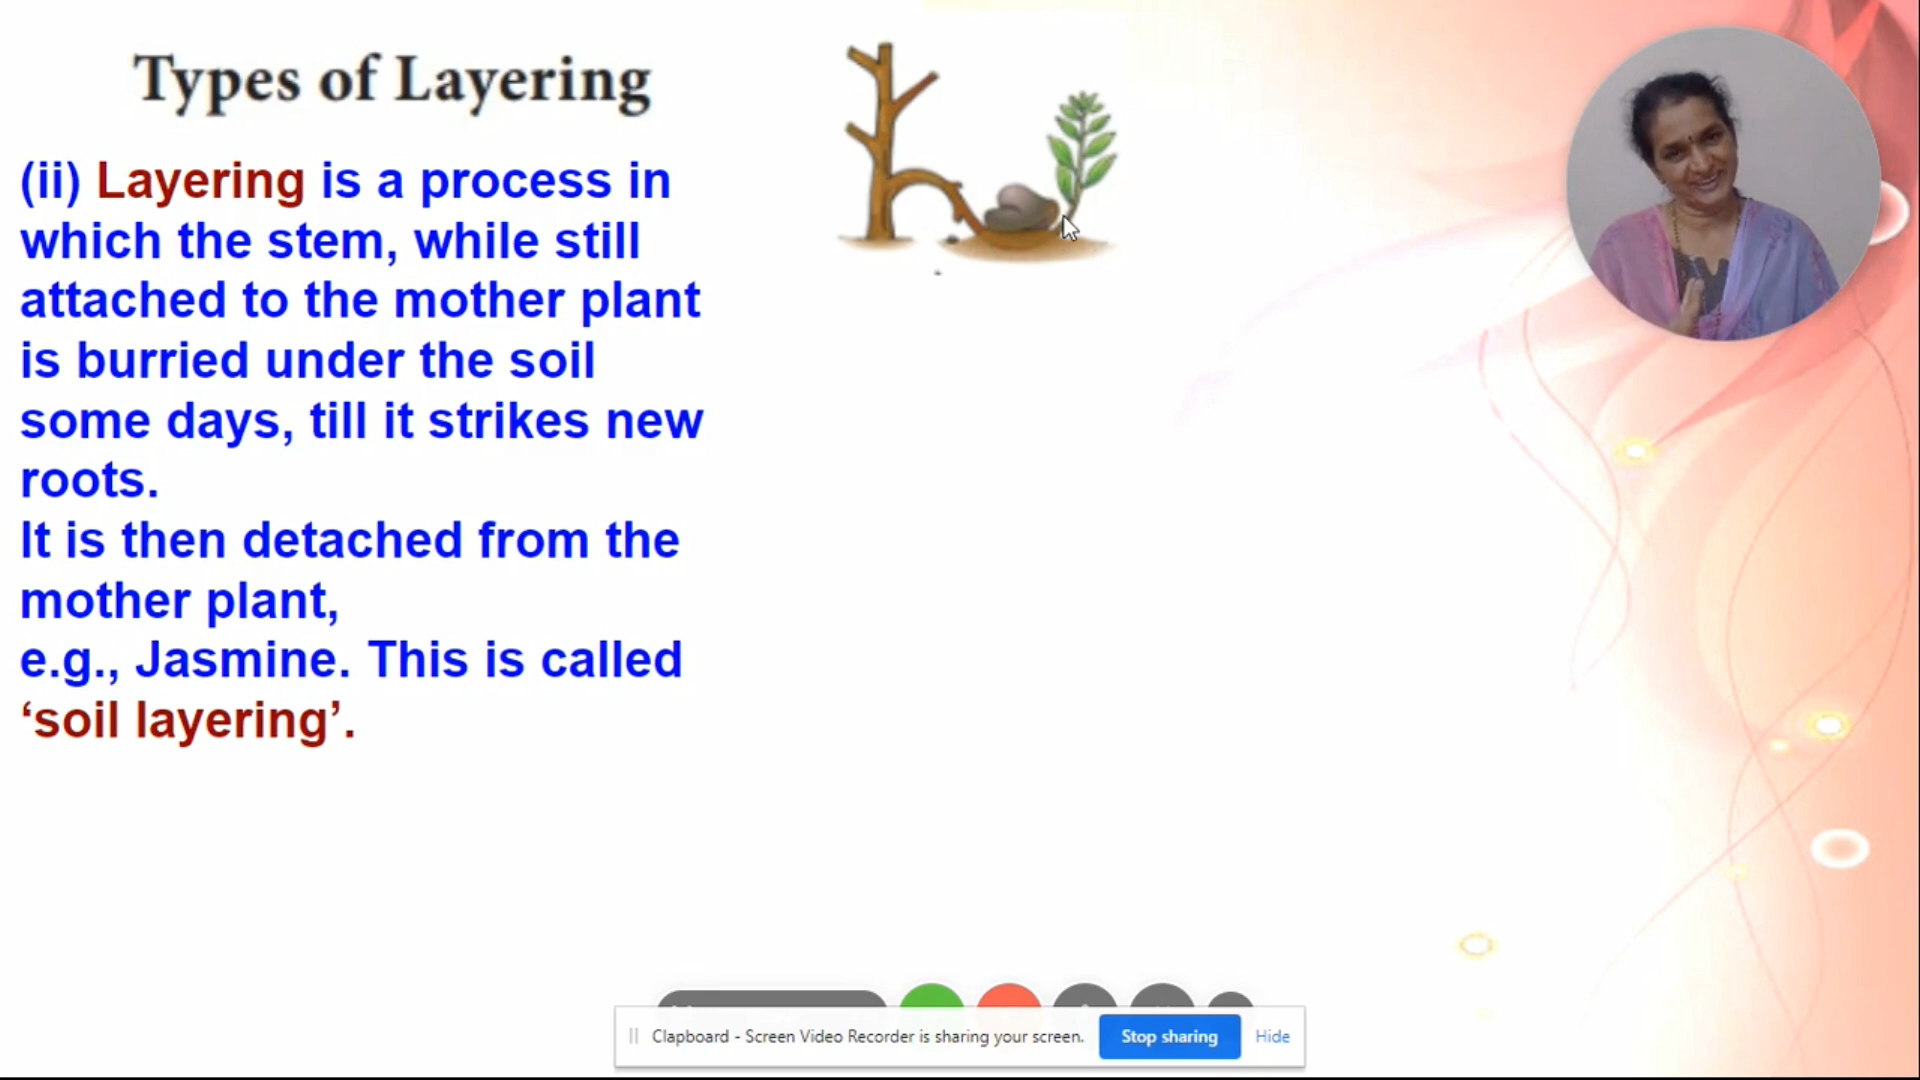 Types of Layering
(ii) Layering is a process in
which the stem, while still
attached to the mother plant
is burried under the soil
some days, till it strikes new
roots.
It is then detached from the
mother plant,
e.g., Jasmine. This is called
‘soil layering’.
Clapboard - Screen Video Recorder is sharing your screen.
Stop sharing
Hide